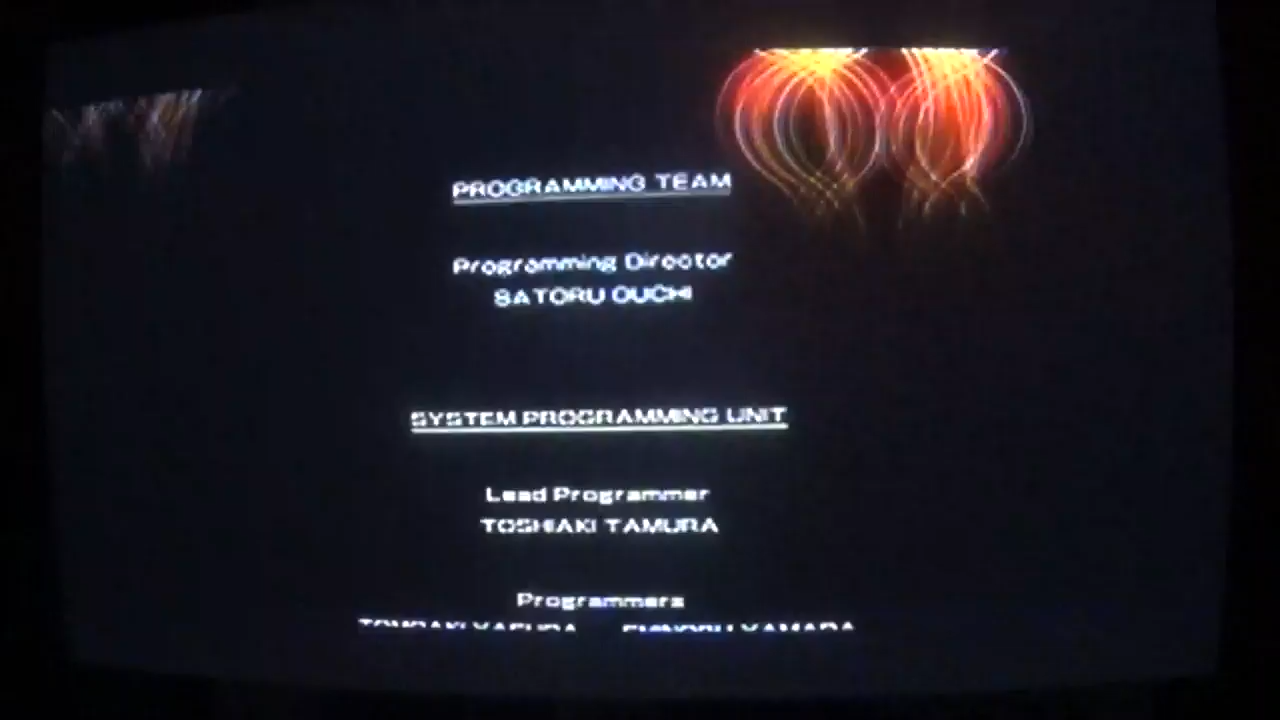 PROGRAMMING TEAM
Programming Director
SATORU OUCHI
SYSTEM PROGRAMMING UNIT
Lead Programmer
TOSHIAKI TAMURA
Programmers